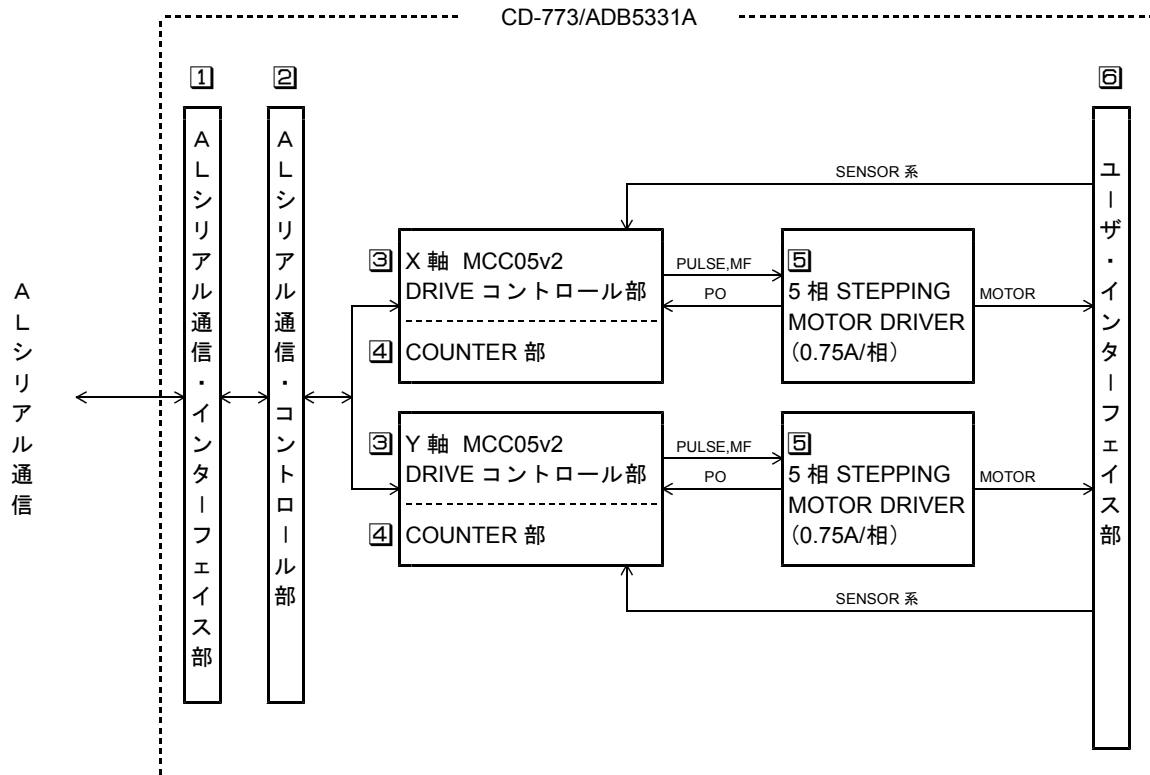 CD-773/ADB5331A
1
2
6
ALシリアル通信
ALシリアル通信・インターフェイス部
ALシリアル通信・コントロール部
SENSOR 系
3
X 軸 MCC05v2
DRIVE コントロール部
4
COUNTER 部
PULSE,MF
PO
5
5 相 STEPPING
MOTOR DRIVER
(0.75A/相)
MOTOR
3
Y 軸 MCC05v2
DRIVE コントロール部
4
COUNTER 部
PULSE,MF
PO
5
5 相 STEPPING
MOTOR DRIVER
(0.75A/相)
MOTOR
SENSOR 系
ユーザ・インターフェイス部